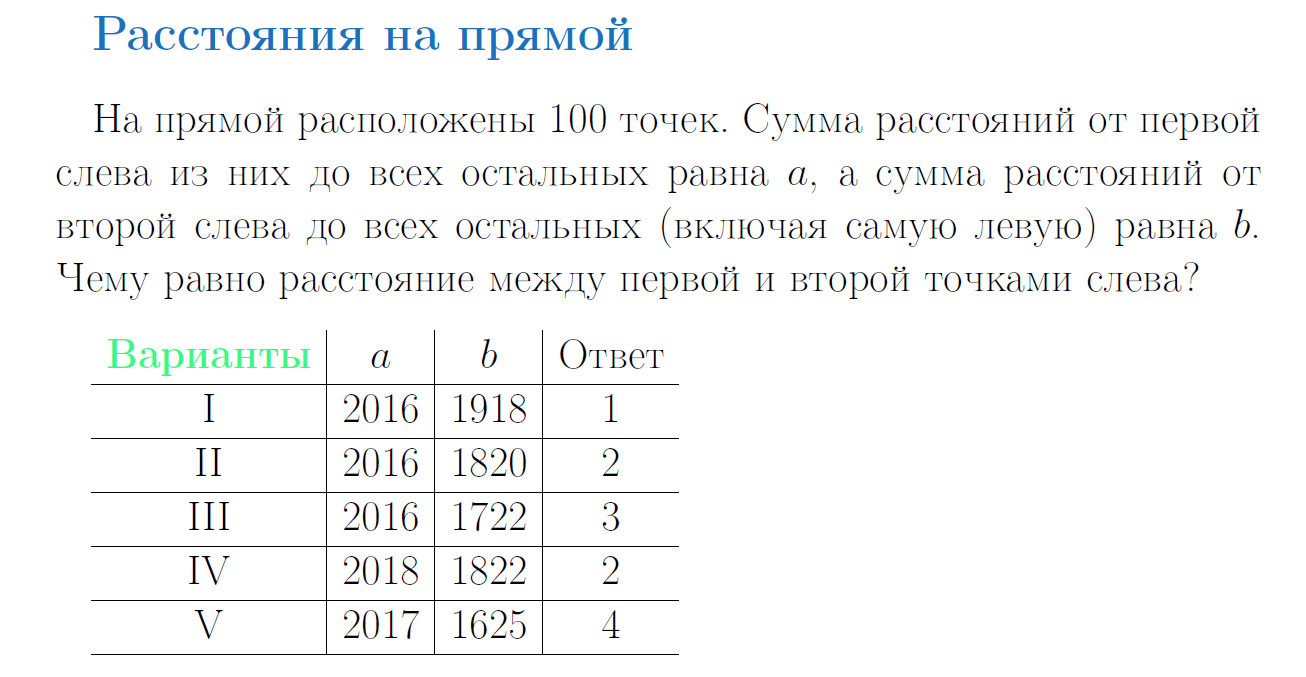 Расстояния на прямой
На прямой расположены 100 точек. Сумма расстояний от первой
слева из них до всех остальных равна a, а сумма расстояний от
второй слева до всех остальных (включая самую левую) равна b.
Чему равно расстояние между первой и второй точками слева?
Варианты a b Ответ
I 2016 1918 1
II 2016 1820 2
III 2016 1722 3
IV 2018 1822 2
V 2017 1625 4